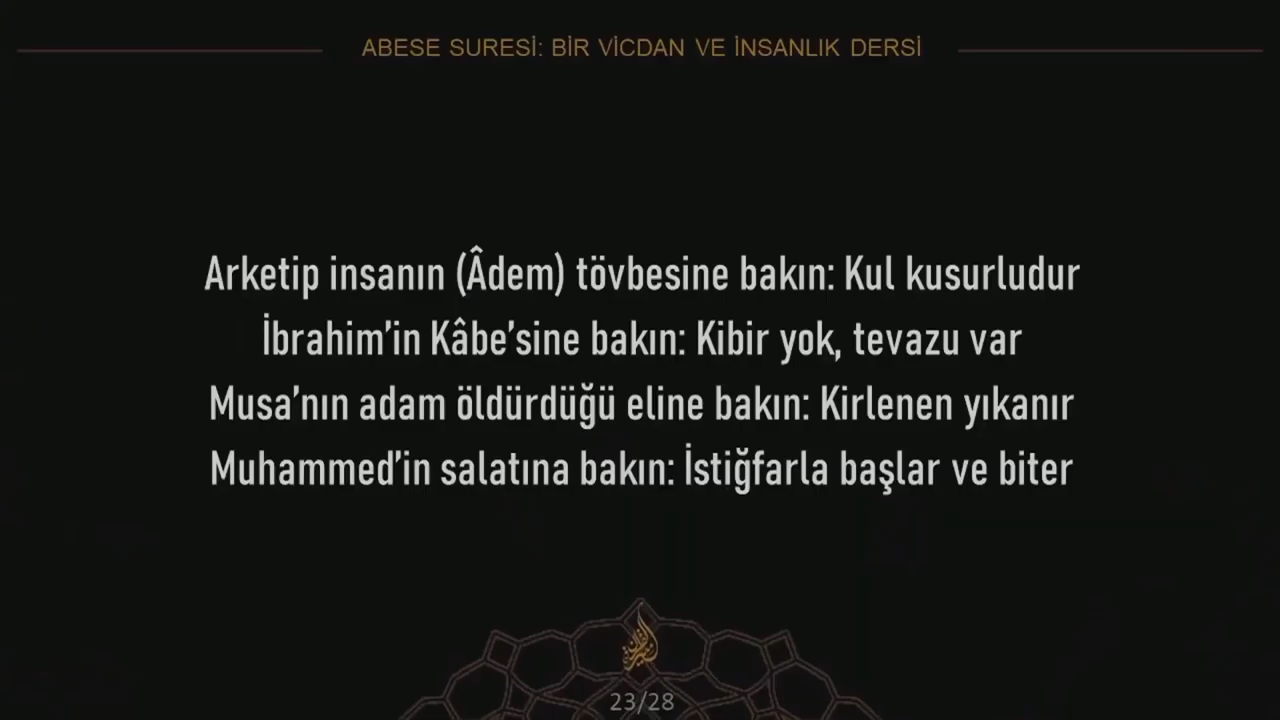 ABESE SURESİ: BİR VİCDAN VE İNSANLIK DERSİ
Arketip insanın (Âdem) tövbesine bakın: Kul kusurludur
İbrahim’in Kâbe’sine bakın: Kibir yok, tevazu var
Musa’nın adam öldürdüğü eline bakın: Kirlenen yıkanır
Muhammed’in salatına bakın: İstiğfarla başlar ve biter
23/28